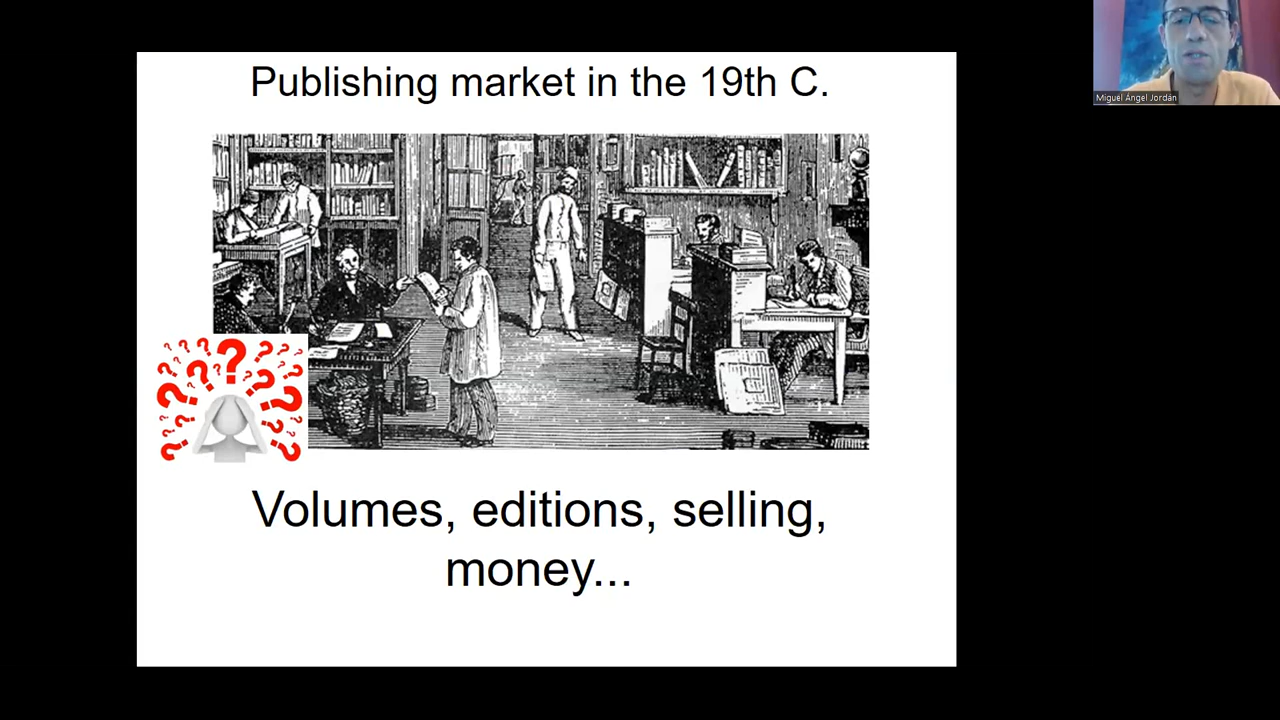 Publishing market in the 19th C.
Miguel Ángel Jordán
Volumes, editions, selling,
money...